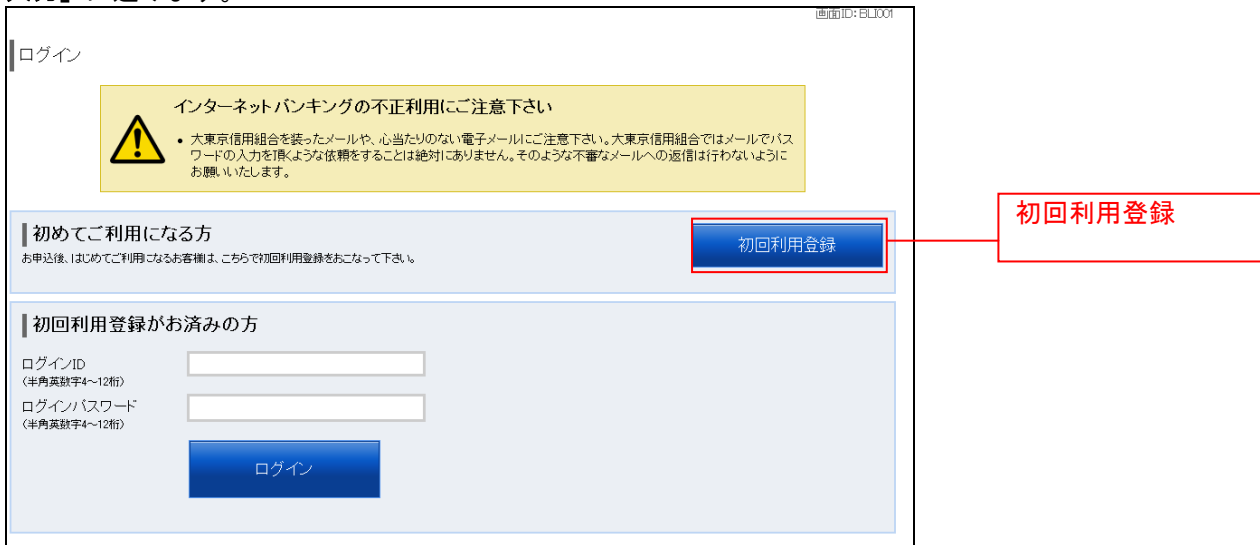 画面ID：BLI001
ログイン
インターネットバンキングの不正利用にご注意下さい
• 大東京信用組合を装ったメールや、心当たりのない電子メールにご注意下さい。大東京信用組合ではメールでパス
ワードの入力を頂くような依頼をすることは絶対にありません。そのような不審なメールへの返信は行わないように
お願いいたします。
初めてご利用になる方
お申込後、はじめてご利用になるお客様は、こちらで初回利用登録をおこなって下さい。
初回利用登録
初回利用登録
初回利用登録がお済みの方
ログインID
（半角英数字4～12桁）
ログインパスワード
（半角英数字4～12桁）
ログイン